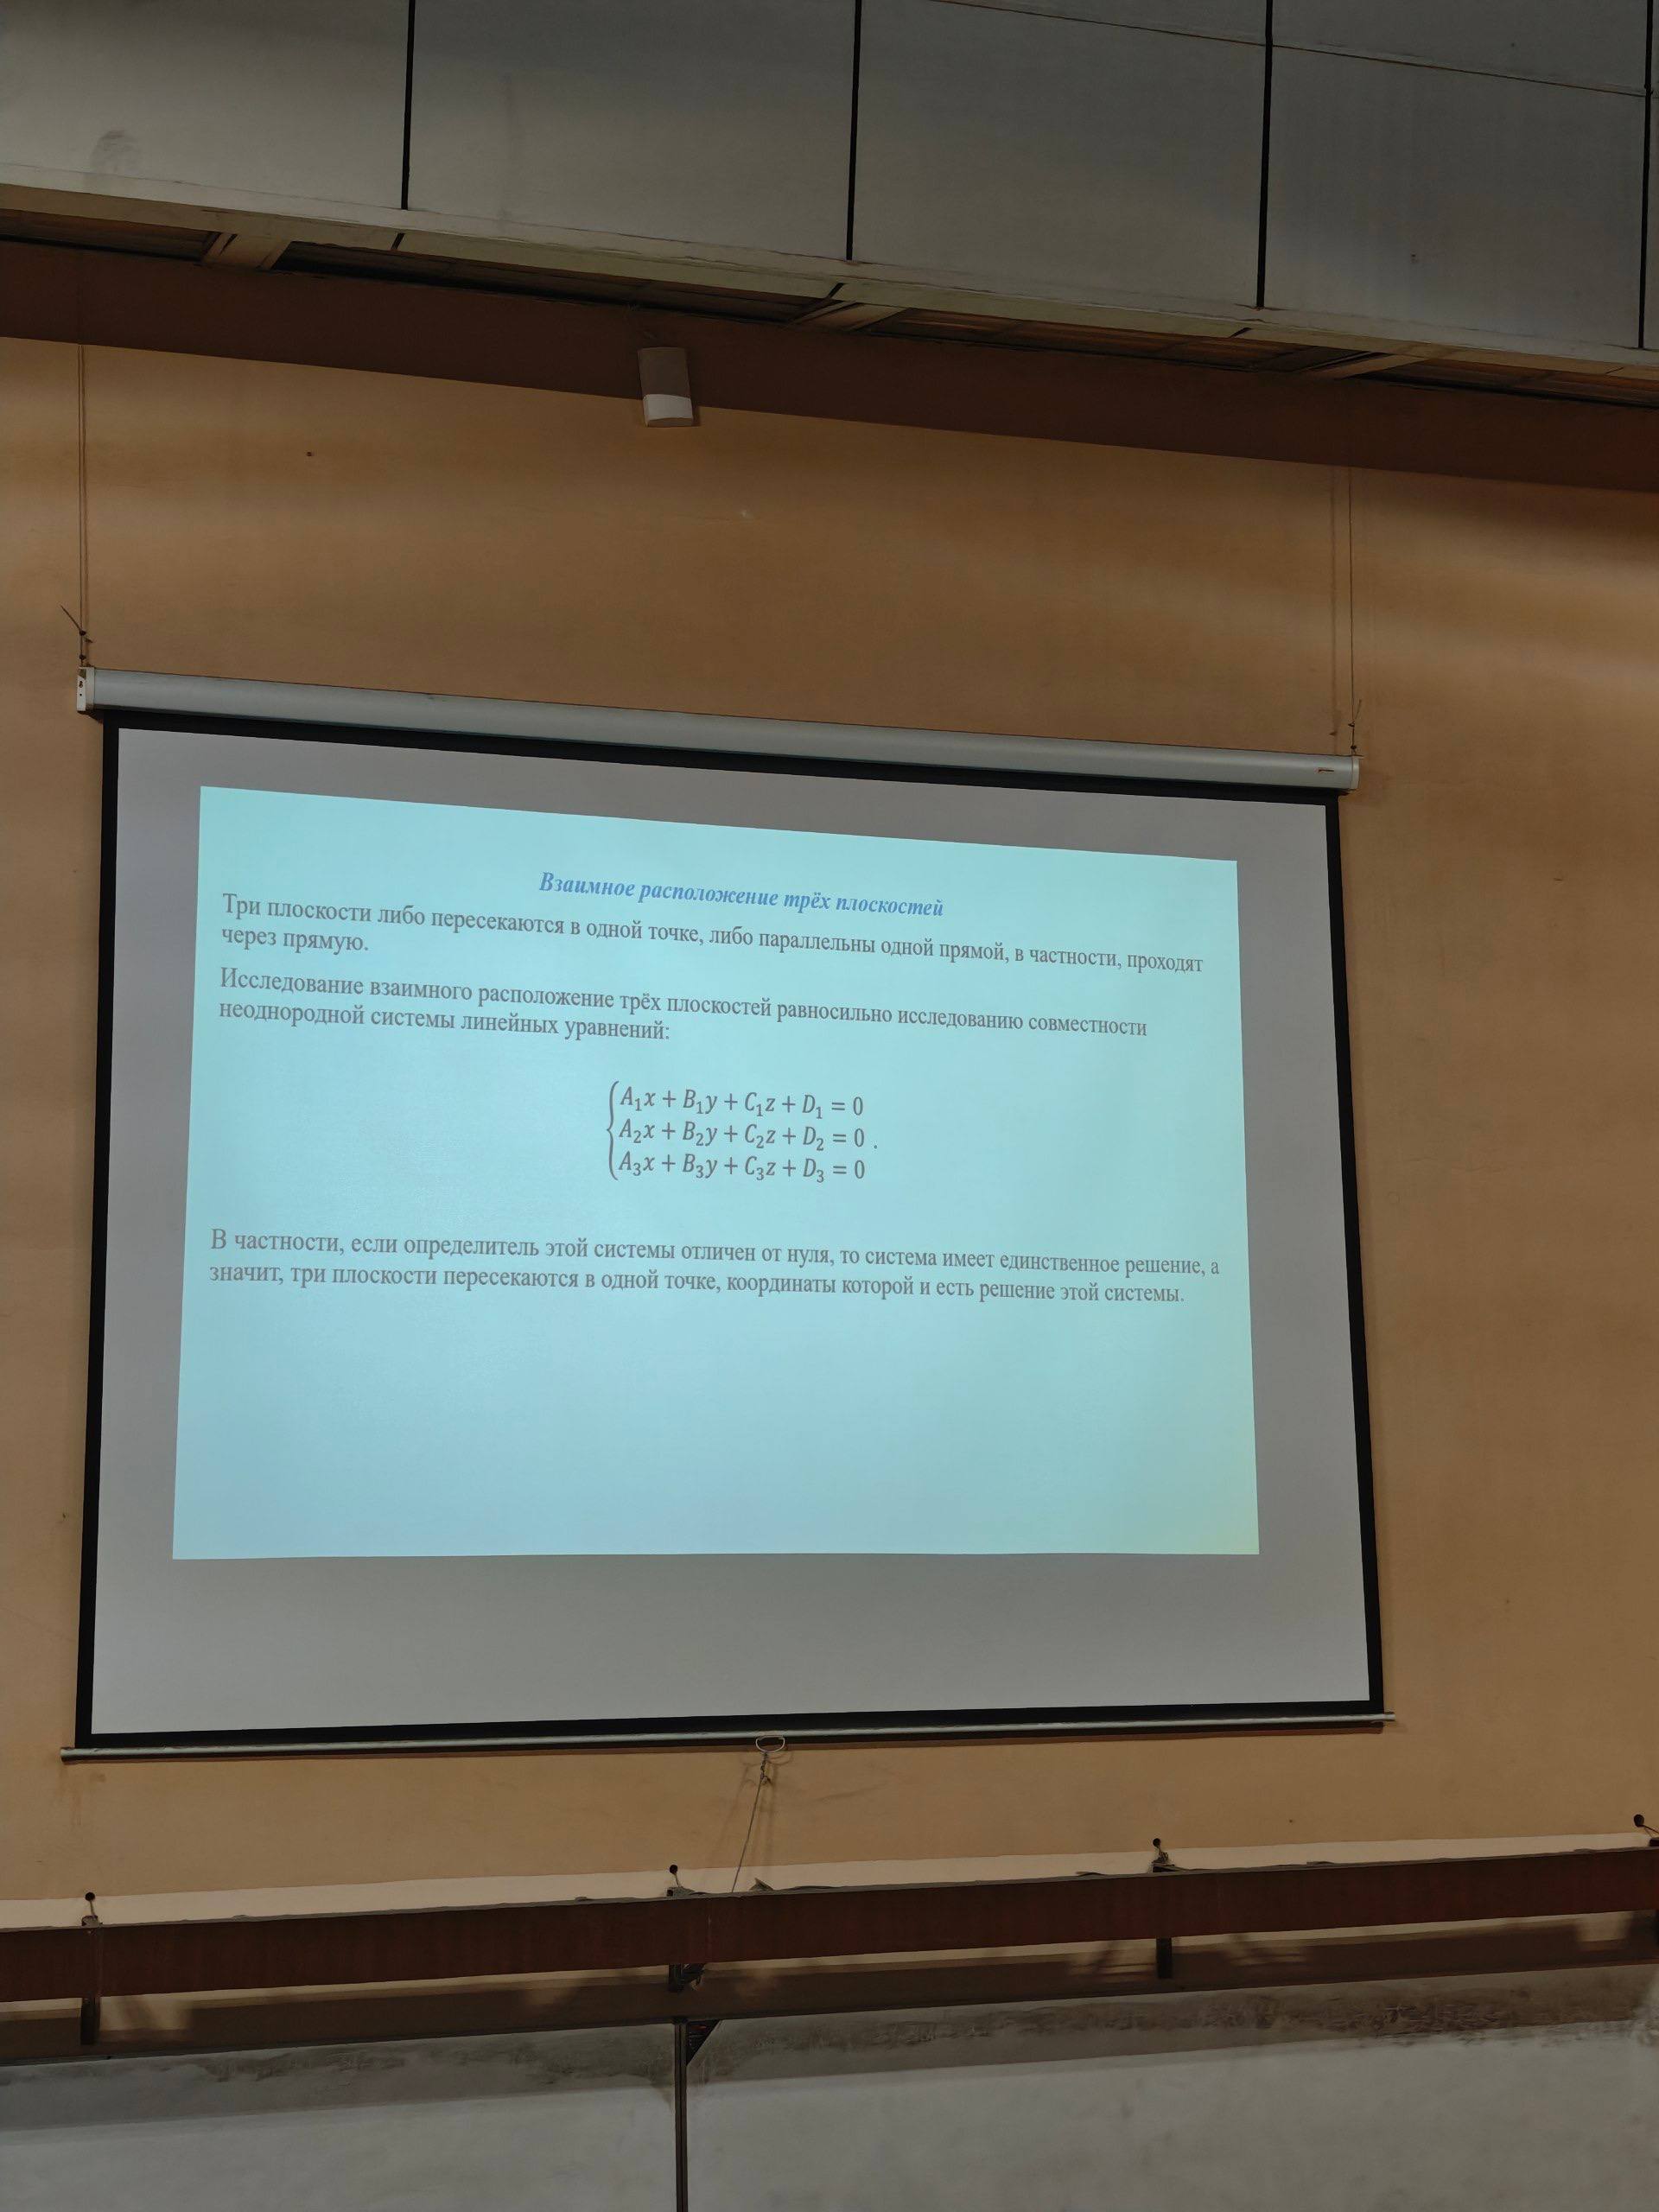 Взаимное расположение трёх плоскостей
Три плоскости либо пересекаются в одной точке, либо параллельны одной прямой, в частности, проходят
через прямую.
Исследование взаимного расположение трёх плоскостей равносильно исследованию совместности
неоднородной системы линейных уравнений:
A₁x + B₁y + C₁z + D₁ = 0
A₂x + B₂y + C₂z + D₂ = 0 .
A₃x + B₃y + C₃z + D₃ = 0
В частности, если определитель этой системы отличен от нуля, то система имеет единственное решение, а
значит, три плоскости пересекаются в одной точке, координаты которой и есть решение этой системы.